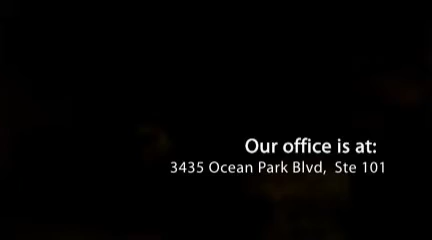 Our office is at:
3435 Ocean Park Blvd, Ste 101